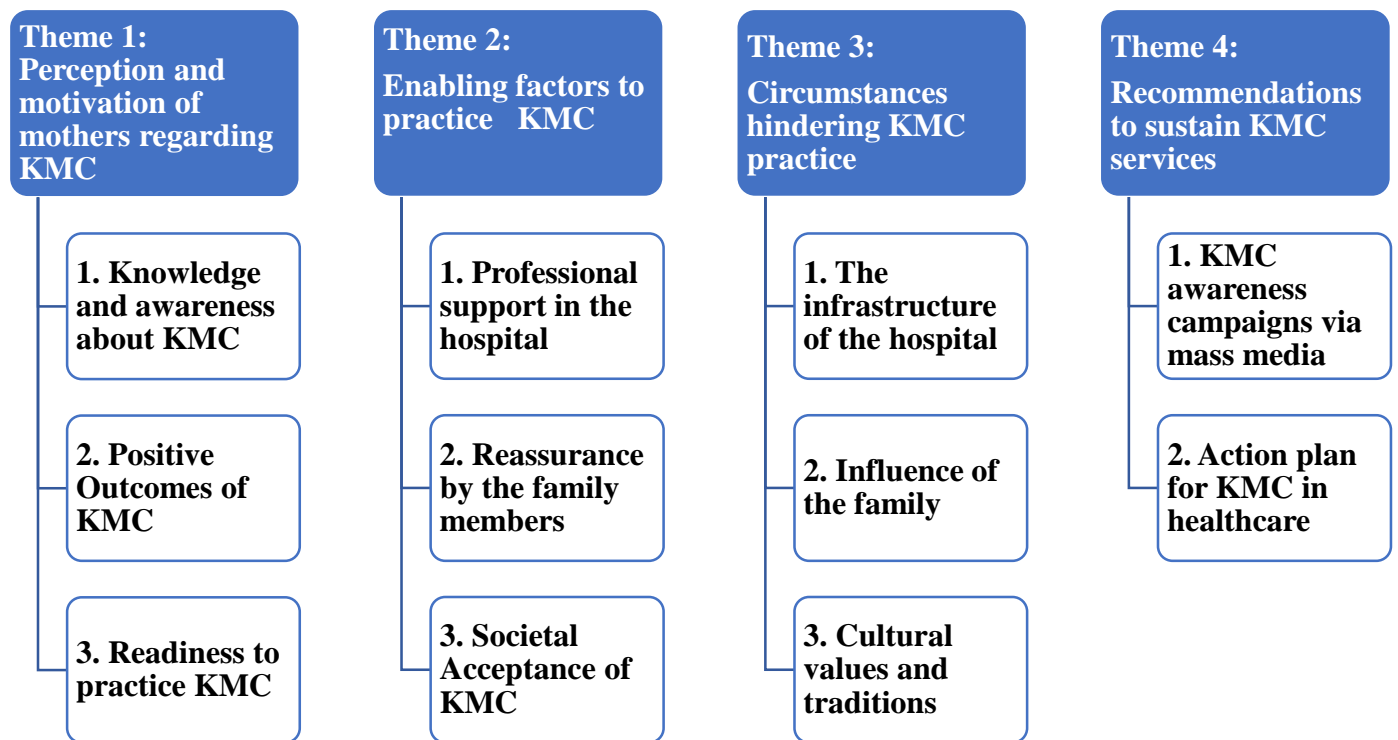 Theme 1:
Perception and
motivation of
mothers regarding
KMC
1. Knowledge
and awareness
about KMC
2. Positive
Outcomes of
KMC
3. Readiness to
practice KMC
Theme 2:
Enabling factors to
practice KMC
1. Professional
support in the
hospital
2. Reassurance
by the family
members
3. Societal
Acceptance of
KMC
Theme 3:
Circumstances
hindering KMC
practice
1. The
infrastructure
of the hospital
2. Influence of
the family
3. Cultural
values and
traditions
Theme 4:
Recommendations
to sustain KMC
services
1. KMC
awareness
campaigns via
mass media
2. Action plan
for KMC in
healthcare